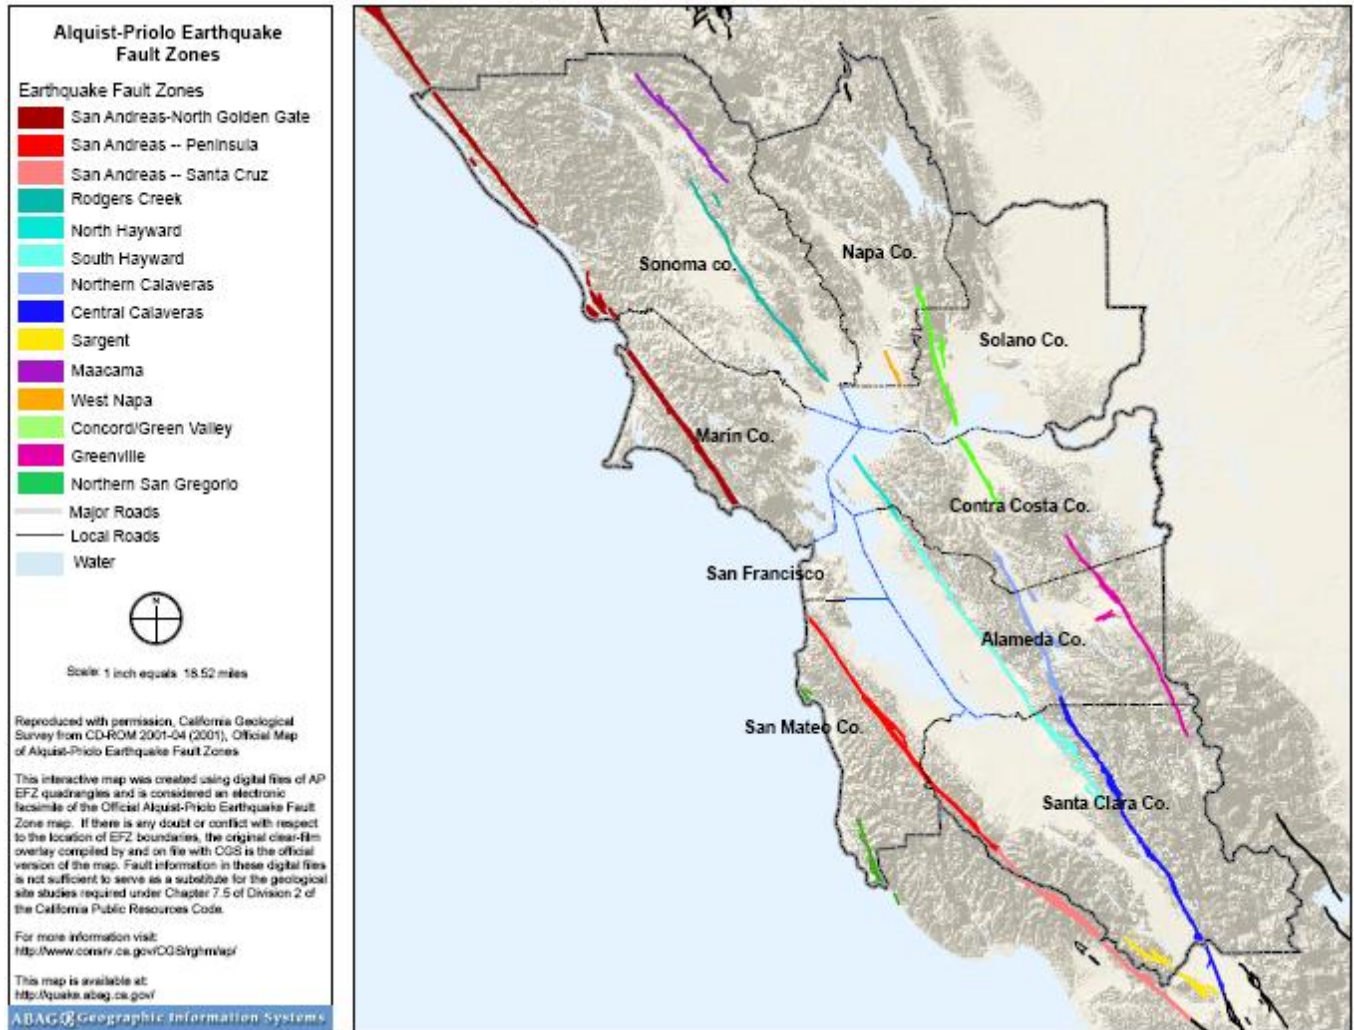 Alquist-Priolo Earthquake
Fault Zones
Earthquake Fault Zones
San Andreas-North Golden Gate
San Andreas -- Peninsula
San Andreas -- Santa Cruz
Rodgers Creek
North Hayward
South Hayward
Northern Calaveras
Central Calaveras
Sargent
Maacama
West Napa
Concord/Green Valley
Greenville
Northern San Gregorio
Major Roads
Local Roads
Water
N
Scale: 1 inch equals 18.52 miles
Reproduced with permission, California Geological
Survey from CD-ROM 2001-04 (2001), Official Map
of Alquist-Priolo Earthquake Fault Zones
This interactive map was created using digital files of AP
EFZ quadrangles and is considered an electronic
facsimile of the Official Alquist-Priolo Earthquake Fault
Zone map. If there is any doubt or conflict with respect
to the location of EFZ boundaries, the original clear-film
overlay compiled by and on file with CGS is the official
version of the map. Fault information in these digital files
is not sufficient to serve as a substitute for the geological
site studies required under Chapter 7.5 of Division 2 of
the California Public Resources Code.
For more information visit:
http://www.consrv.ca.gov/CGS/rghm/ap/
This map is available at:
http://quake.abag.ca.gov/
ABAG Geographic Information Systems
Sonoma co.
Napa Co.
Solano Co.
Marin Co.
Contra Costa Co.
San Francisco
Alameda Co.
San Mateo Co.
Santa Clara Co.